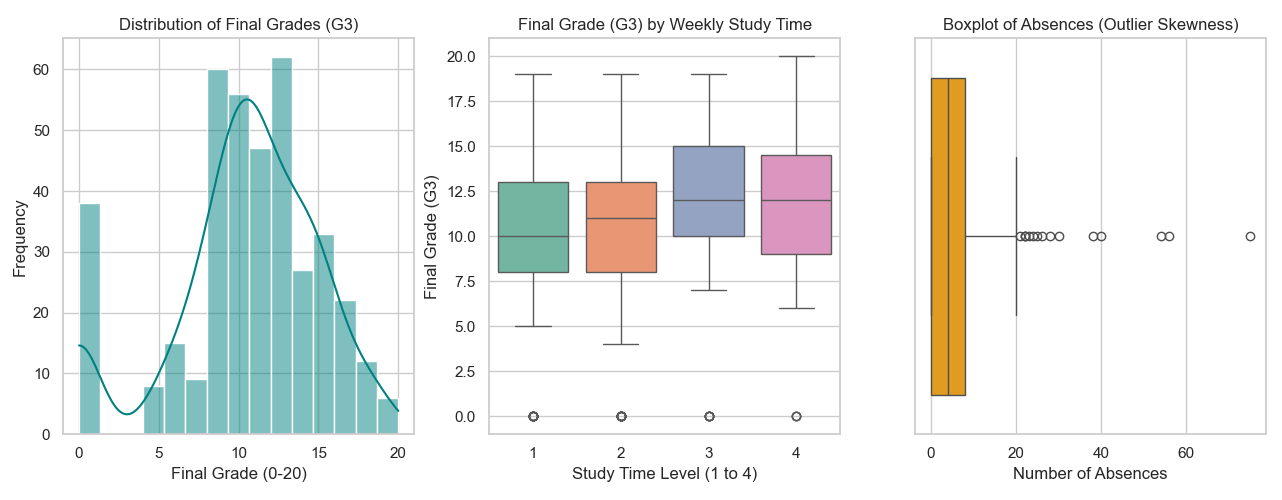 Distribution of Final Grades (G3)
Frequency
60
50
40
30
20
10
0
0 5 10 15 20
Final Grade (0-20)
Final Grade (G3) by Weekly Study Time
Final Grade (G3)
20.0
17.5
15.0
12.5
10.0
7.5
5.0
2.5
0.0
1 2 3 4
Study Time Level (1 to 4)
Boxplot of Absences (Outlier Skewness)
0 20 40 60
Number of Absences